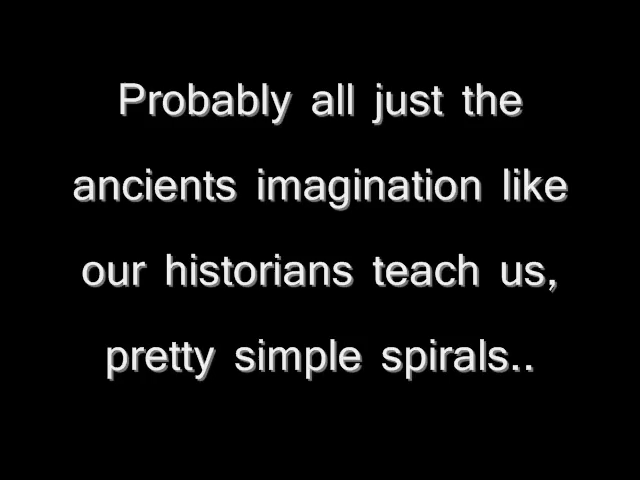 Probably all just the
ancients imagination like
our historians teach us,
pretty simple spirals..